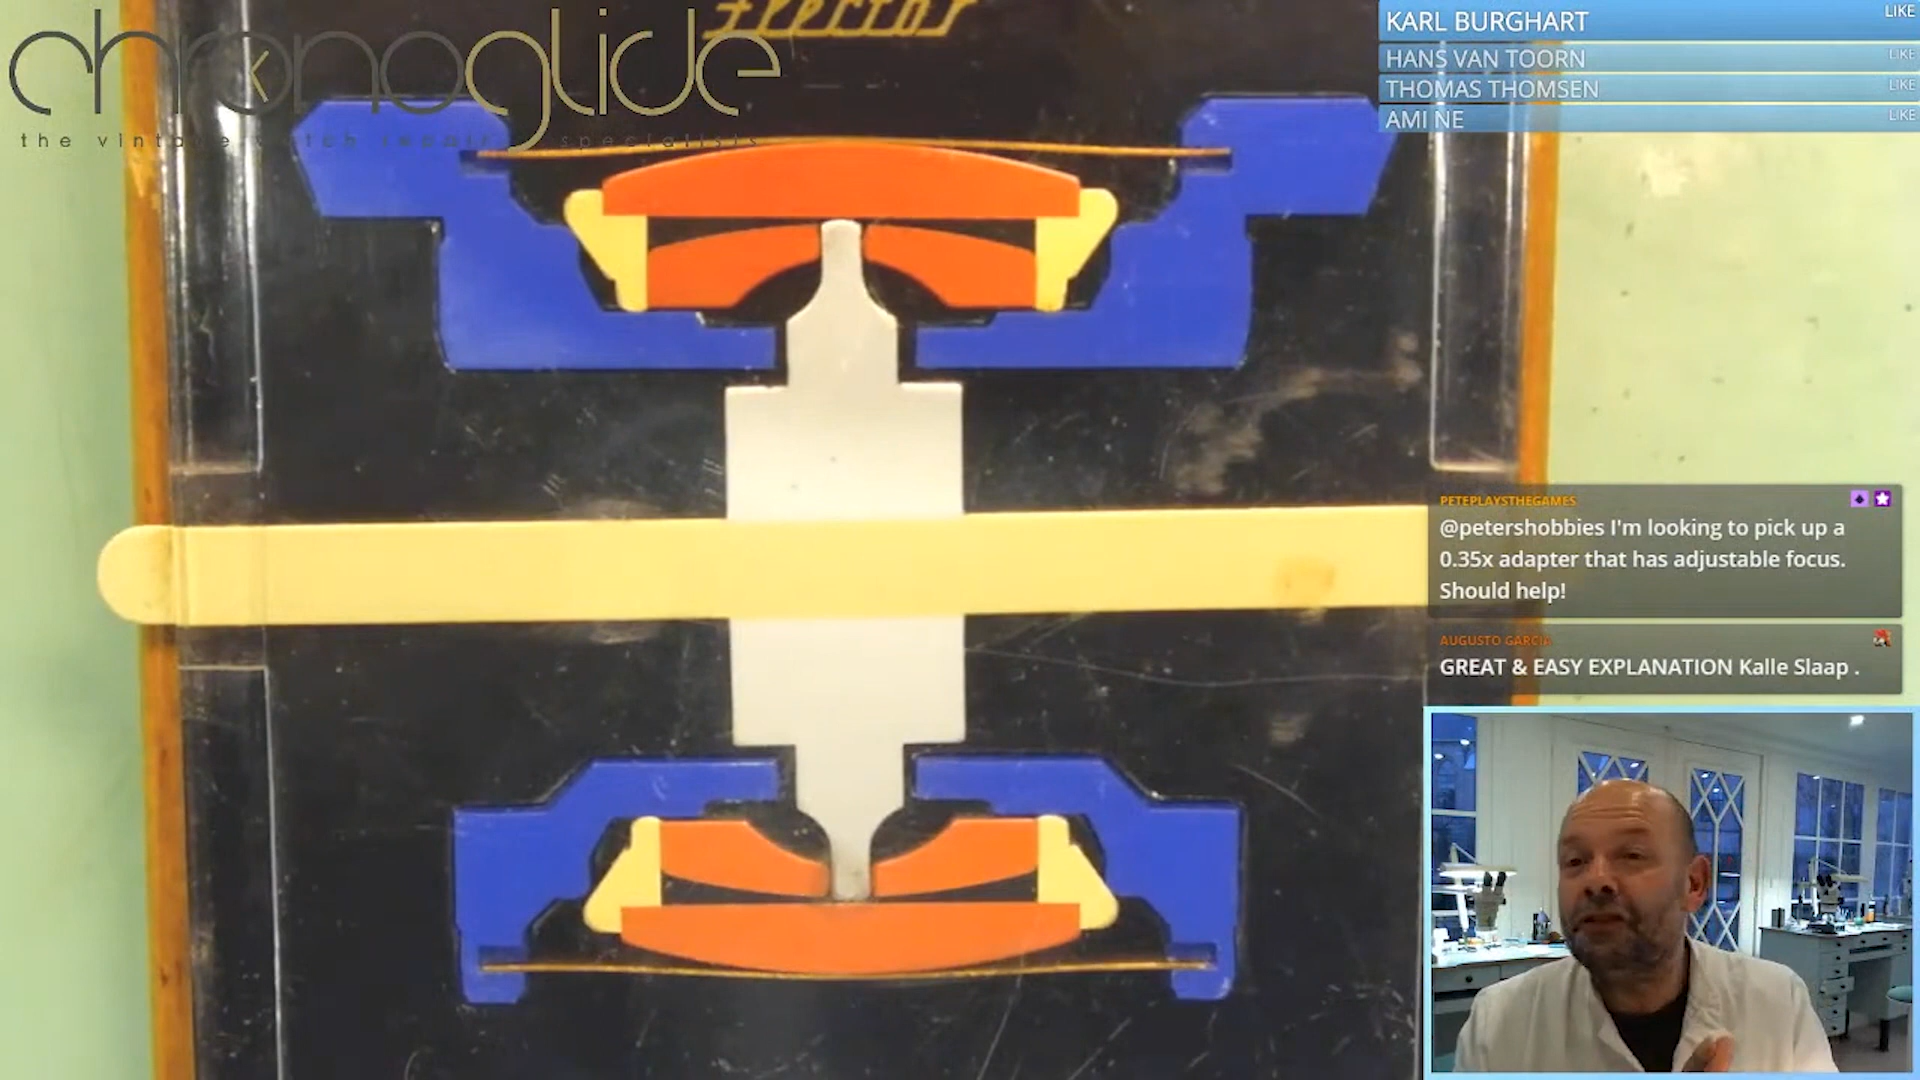 chronoglide
the vintage watch repair specialists
KARL BURGHART LIKE
HANS VAN TOORN LIKE
THOMAS THOMSEN LIKE
AMI NE LIKE
PETEPLAYSTHEGAMES
@petershobbies I'm looking to pick up a
0.35x adapter that has adjustable focus.
Should help!
AUGUSTO GARCIA
GREAT & EASY EXPLANATION Kalle Slaap .